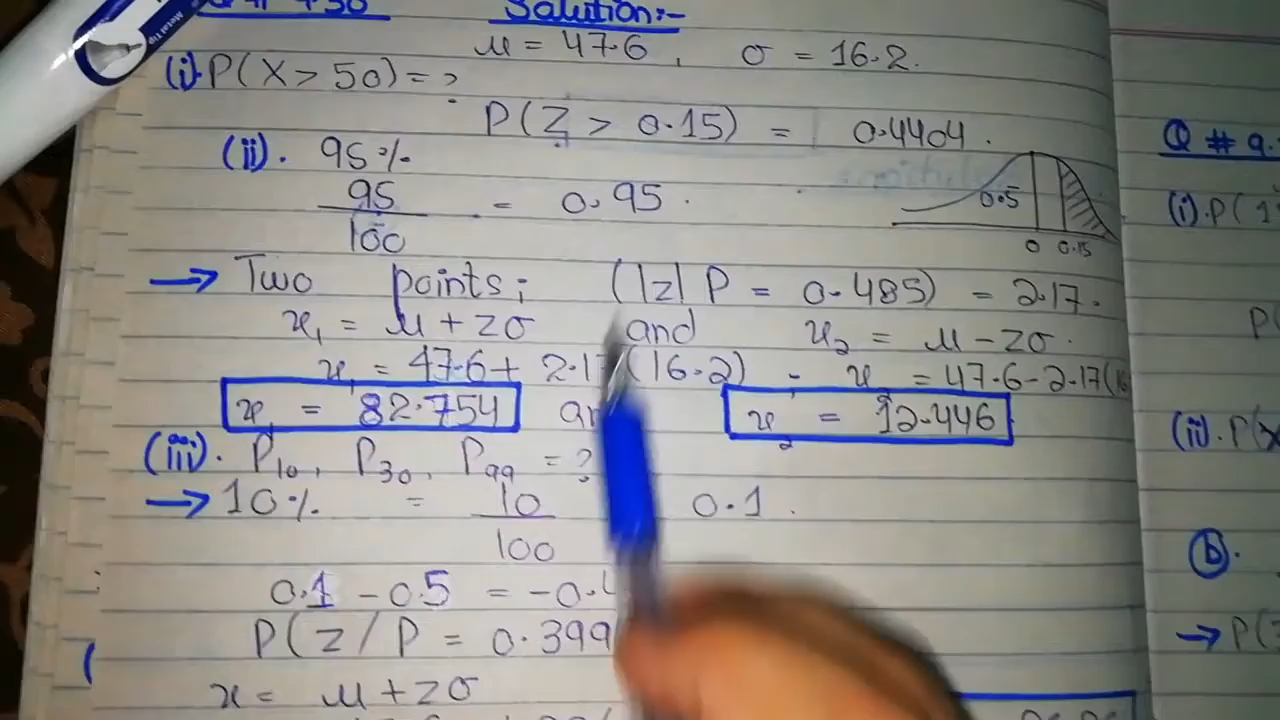 Solution:-
μ = 47.6, σ = 16.2.
(i) P(X > 50) = ?
P(Z > 0.15) = 0.4404.
(ii). 95%
95
100
= 0.95.
0.5
0 0.15
→ Two points; (|z| P = 0.485) = 2.17.
x₁ = μ + zσ and x₂ = μ - zσ.
x₁ = 47.6 + 2.17(16.2) . x₂ = 47.6-2.17(
x₁ = 82.754
x₂ = 12.446
(iii). P₁₀, P₃₀, P₉₉ = ?
→ 10% = 10
100
0.1.
0.1 - 0.5 = -0.
P(z/P = 0.399
x = μ + zσ
Q # 9.
(i).P(1
P(
(ii).P(x
(b).
→ P(
Metal Tip